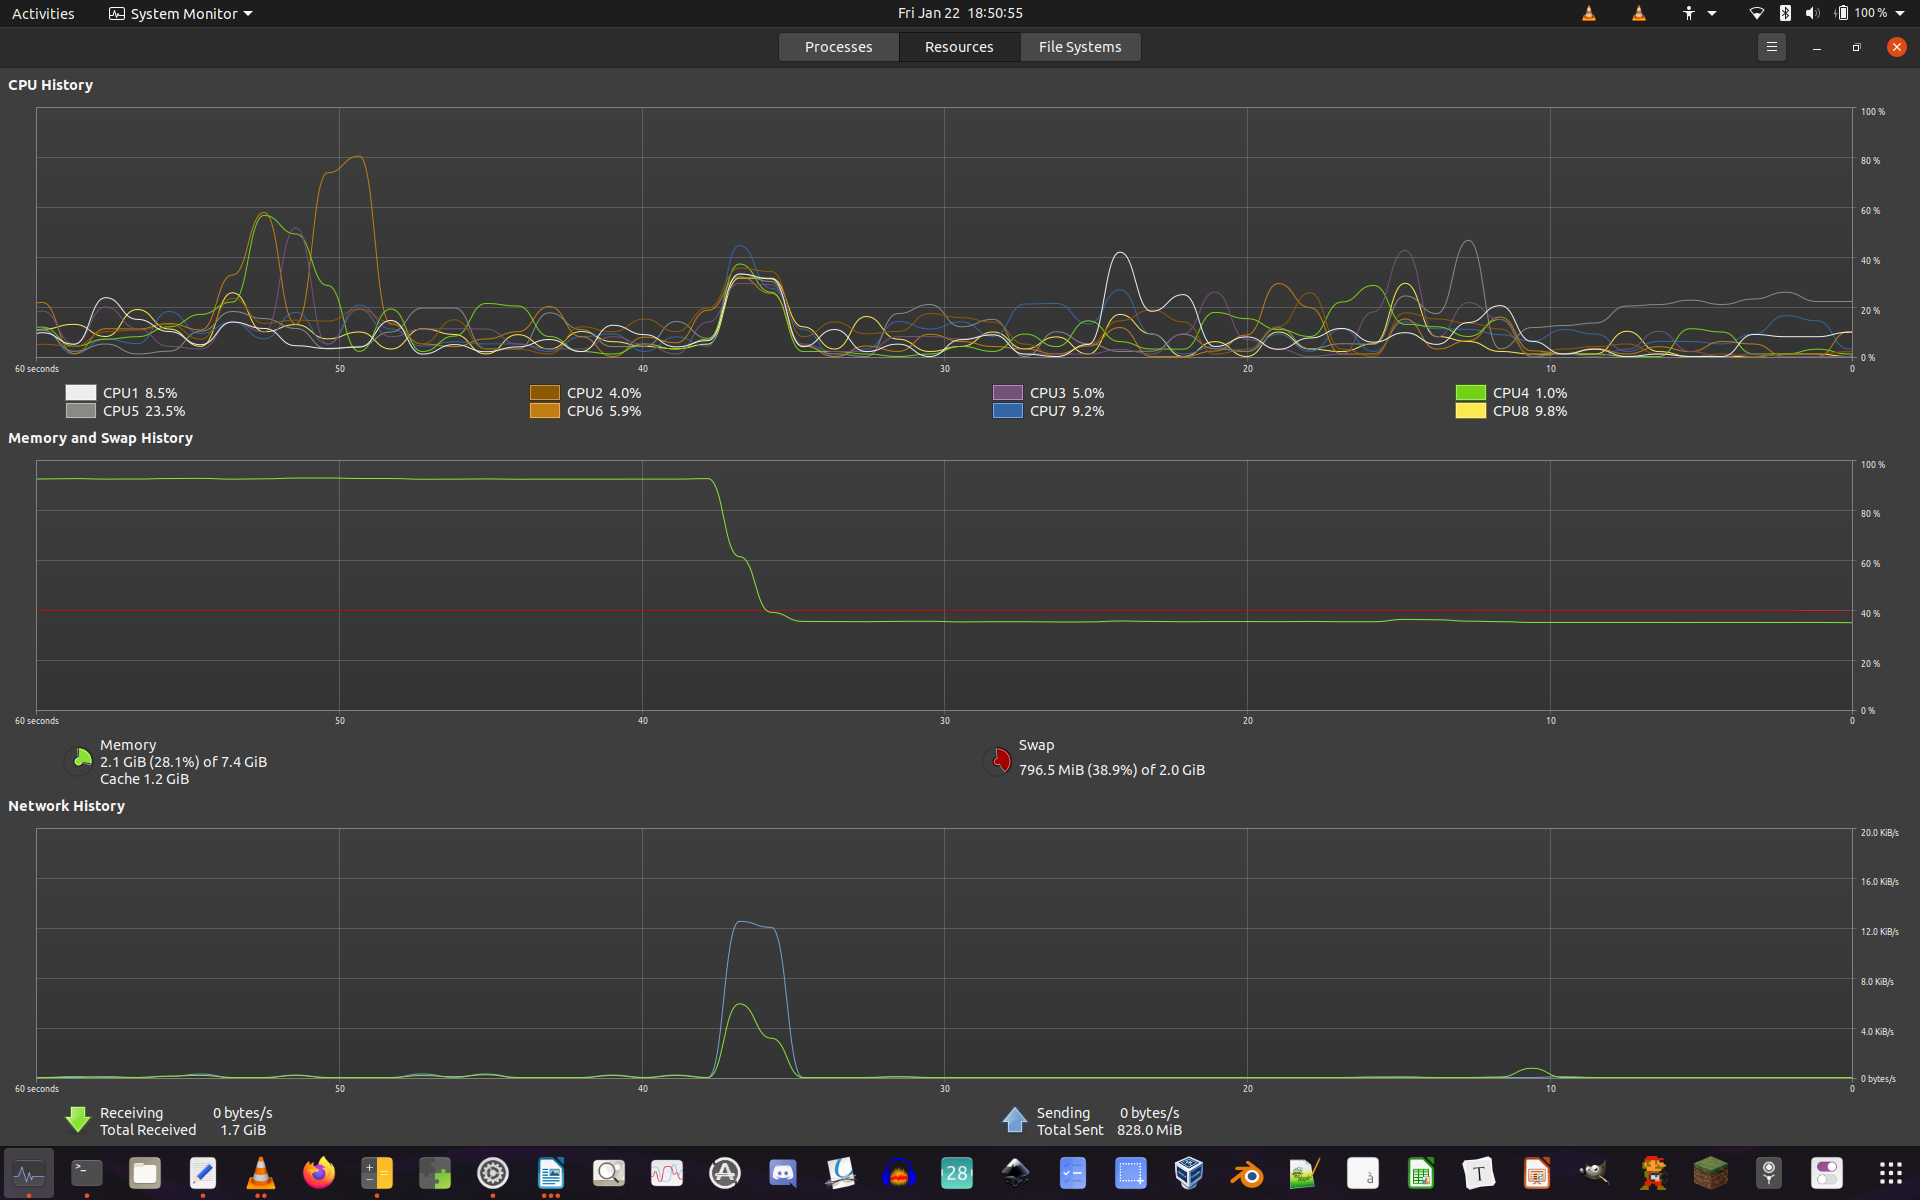 Activities System Monitor Fri Jan 22 18:50:55 100 %
Processes Resources File Systems
CPU History
100 %
80 %
60 %
40 %
20 %
0 %
60 seconds 50 40 30 20 10 0
CPU1 8.5% CPU2 4.0% CPU3 5.0% CPU4 1.0%
CPU5 23.5% CPU6 5.9% CPU7 9.2% CPU8 9.8%
Memory and Swap History
100 %
80 %
60 %
40 %
20 %
0 %
60 seconds 50 40 30 20 10 0
Memory
2.1 GiB (28.1%) of 7.4 GiB
Cache 1.2 GiB
Swap
796.5 MiB (38.9%) of 2.0 GiB
Network History
20.0 KiB/s
16.0 KiB/s
12.0 KiB/s
8.0 KiB/s
4.0 KiB/s
0 bytes/s
60 seconds 50 40 30 20 10 0
Receiving 0 bytes/s
Total Received 1.7 GiB
Sending 0 bytes/s
Total Sent 828.0 MiB
28
T
à